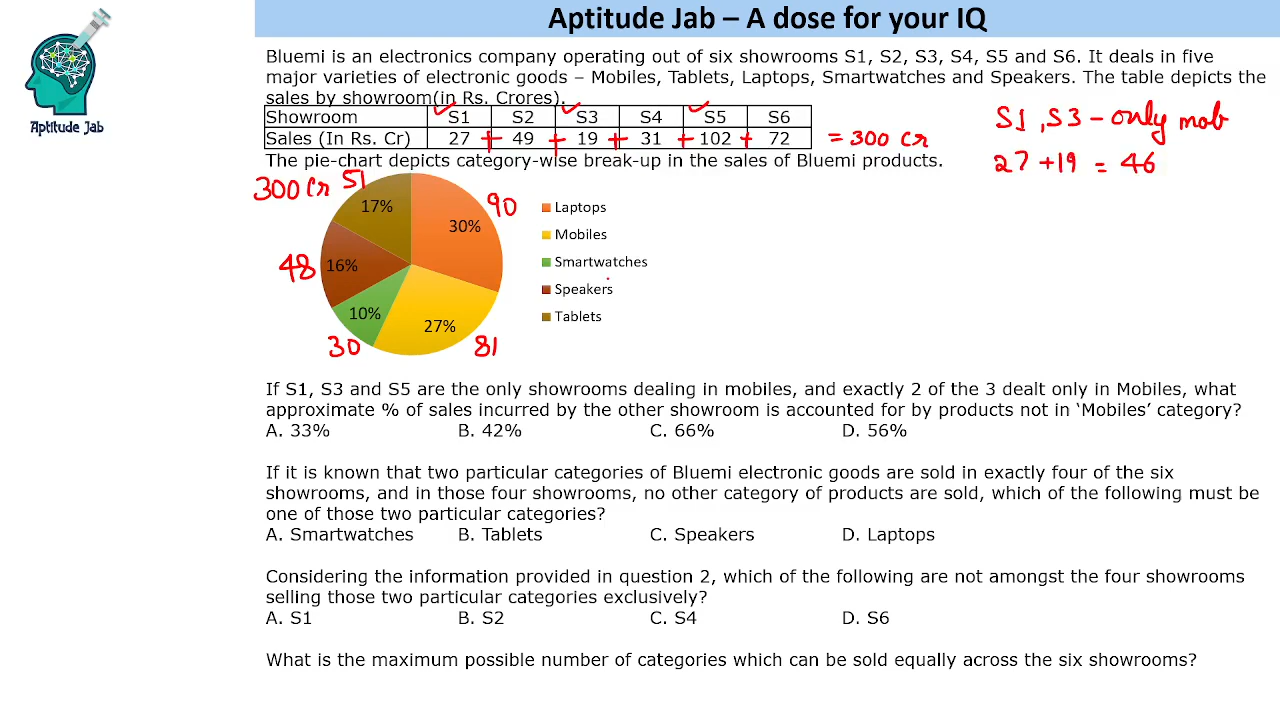 Aptitude Jab – A dose for your IQ
Aptitude Jab
Bluemi is an electronics company operating out of six showrooms S1, S2, S3, S4, S5 and S6. It deals in five
major varieties of electronic goods – Mobiles, Tablets, Laptops, Smartwatches and Speakers. The table depicts the
sales by showroom(in Rs. Crores).
Showroom S1 S2 S3 S4 S5 S6
Sales (In Rs. Cr) 27 + 49 + 19 + 31 + 102 + 72 = 300 Cr
S1, S3 – only mob
27 + 19 = 46
The pie-chart depicts category-wise break-up in the sales of Bluemi products.
300 Cr 51
17%
90
30%
48 16%
10%
27%
30
81
Laptops
Mobiles
Smartwatches
Speakers
Tablets
If S1, S3 and S5 are the only showrooms dealing in mobiles, and exactly 2 of the 3 dealt only in Mobiles, what
approximate % of sales incurred by the other showroom is accounted for by products not in ‘Mobiles’ category?
A. 33% B. 42% C. 66% D. 56%
If it is known that two particular categories of Bluemi electronic goods are sold in exactly four of the six
showrooms, and in those four showrooms, no other category of products are sold, which of the following must be
one of those two particular categories?
A. Smartwatches B. Tablets C. Speakers D. Laptops
Considering the information provided in question 2, which of the following are not amongst the four showrooms
selling those two particular categories exclusively?
A. S1 B. S2 C. S4 D. S6
What is the maximum possible number of categories which can be sold equally across the six showrooms?